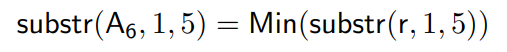 substr(A₆, 1, 5) = Min(substr(r, 1, 5))